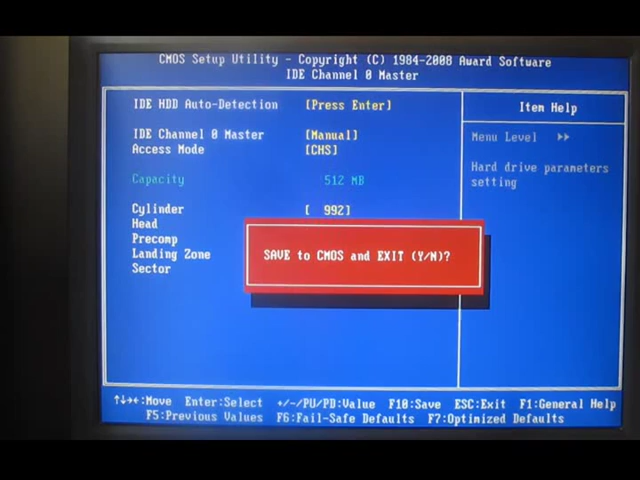 CMOS Setup Utility - Copyright (C) 1984-2008 Award Software
IDE Channel 0 Master
IDE HDD Auto-Detection [Press Enter]
Item Help
IDE Channel 0 Master [Manual]
Access Mode [CHS]
Menu Level ►►
Hard drive parameters
setting
Capacity 512 MB
Cylinder [ 992]
Head
Precomp
Landing Zone
Sector
SAVE to CMOS and EXIT (Y/N)?
↑↓→←:Move Enter:Select +/-/PU/PD:Value F10:Save ESC:Exit F1:General Help
F5:Previous Values F6:Fail-Safe Defaults F7:Optimized Defaults